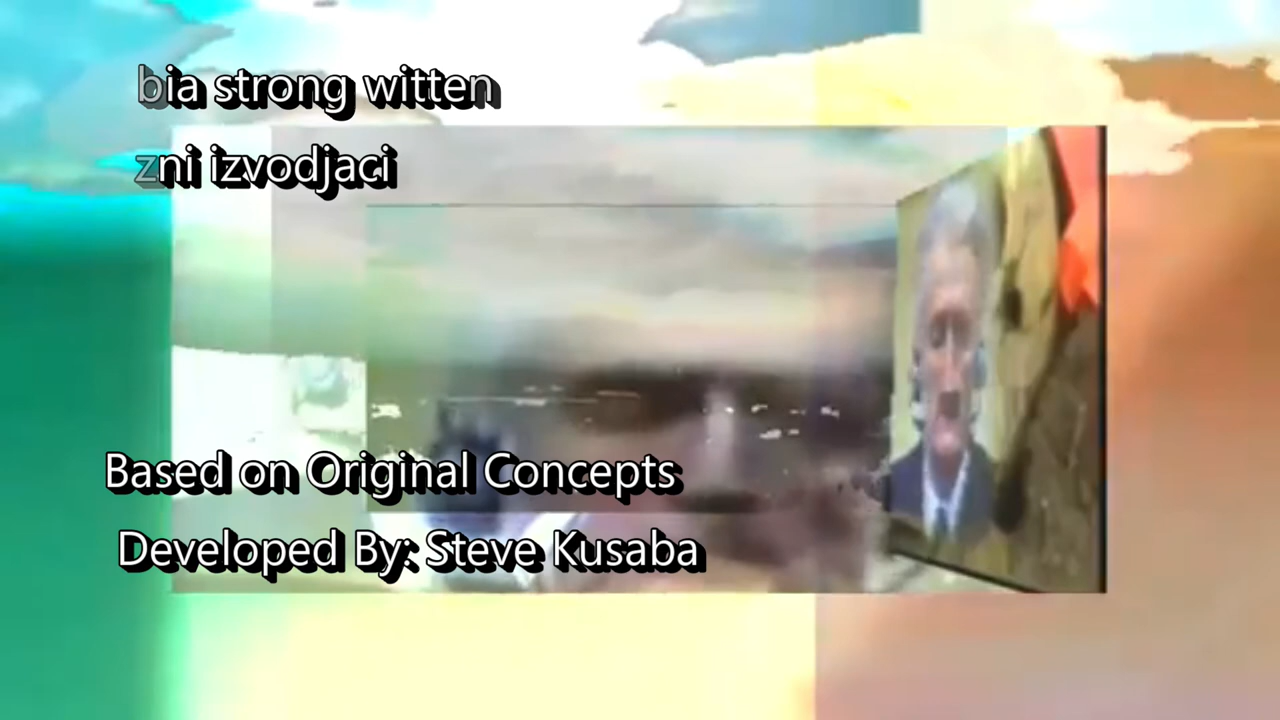 bia strong witten
zni izvodjaci
Based on Original Concepts
Developed By: Steve Kusaba